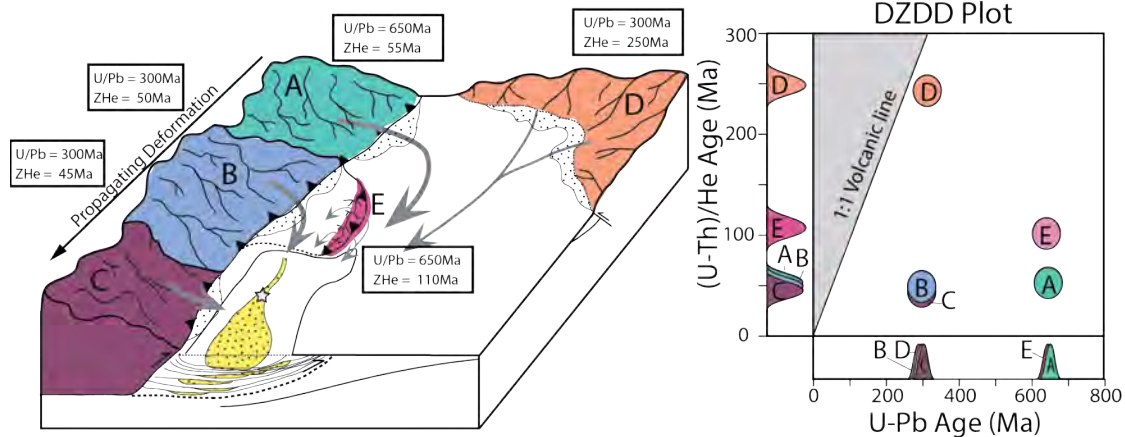 U/Pb = 650Ma
ZHe = 55Ma
U/Pb = 300Ma
ZHe = 250Ma
U/Pb = 300Ma
ZHe = 50Ma
U/Pb = 300Ma
ZHe = 45Ma
Propagating Deformation
A
B
C
D
E
U/Pb = 650Ma
ZHe = 110Ma
DZDD Plot
(U-Th)/He Age (Ma)
300
200
100
0
D
E
A B
C
1:1 Volcanic line
D
E
B
A
C
B D
C
E
A
0
200
400
600
800
U-Pb Age (Ma)